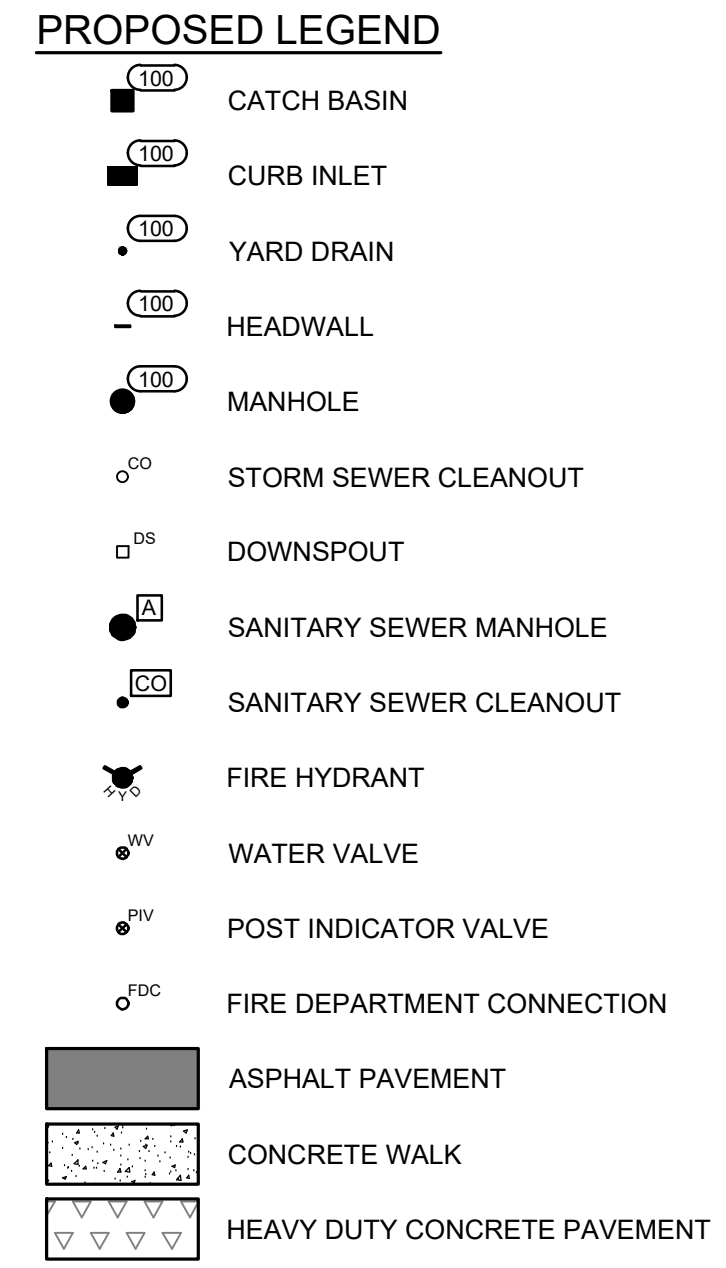 PROPOSED LEGEND
100
CATCH BASIN
100
CURB INLET
100
YARD DRAIN
100
HEADWALL
100
MANHOLE
CO
STORM SEWER CLEANOUT
DS
DOWNSPOUT
A
SANITARY SEWER MANHOLE
CO
SANITARY SEWER CLEANOUT
HYD
FIRE HYDRANT
WV
WATER VALVE
PIV
POST INDICATOR VALVE
FDC
FIRE DEPARTMENT CONNECTION
ASPHALT PAVEMENT
CONCRETE WALK
HEAVY DUTY CONCRETE PAVEMENT